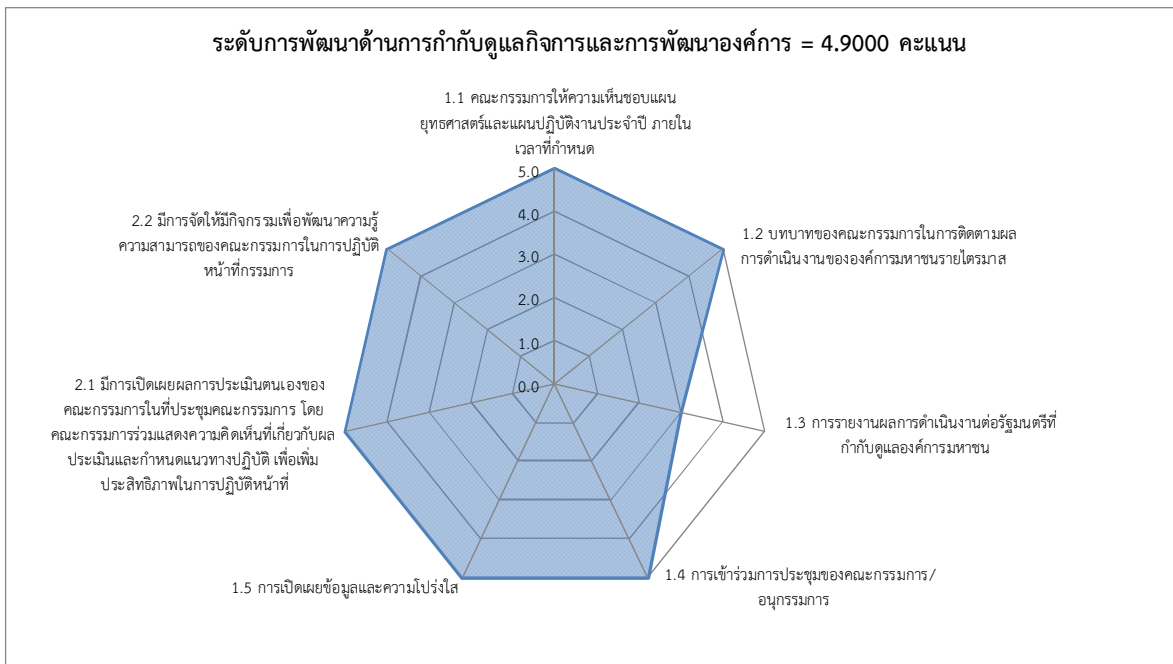 ระดับการพัฒนาด้านการกำกับดูแลกิจการและการพัฒนาองค์การ = 4.9000 คะแนน
1.1 คณะกรรมการให้ความเห็นชอบแผน
ยุทธศาสตร์และแผนปฏิบัติงานประจำปี ภายใน
เวลาที่กำหนด
5.0
4.0
3.0
2.0
1.0
0.0
1.2 บทบาทของคณะกรรมการในการติดตามผล
การดำเนินงานขององค์การมหาชนรายไตรมาส
1.3 การรายงานผลการดำเนินงานต่อรัฐมนตรีที่
กำกับดูแลองค์การมหาชน
1.4 การเข้าร่วมการประชุมของคณะกรรมการ/
อนุกรรมการ
1.5 การเปิดเผยข้อมูลและความโปร่งใส
2.1 มีการเปิดเผยผลการประเมินตนเองของ
คณะกรรมการในที่ประชุมคณะกรรมการ โดย
คณะกรรมการร่วมแสดงความคิดเห็นที่เกี่ยวกับผล
ประเมินและกำหนดแนวทางปฏิบัติ เพื่อเพิ่ม
ประสิทธิภาพในการปฏิบัติหน้าที่
2.2 มีการจัดให้มีกิจกรรมเพื่อพัฒนาความรู้
ความสามารถของคณะกรรมการในการปฏิบัติ
หน้าที่กรรมการ